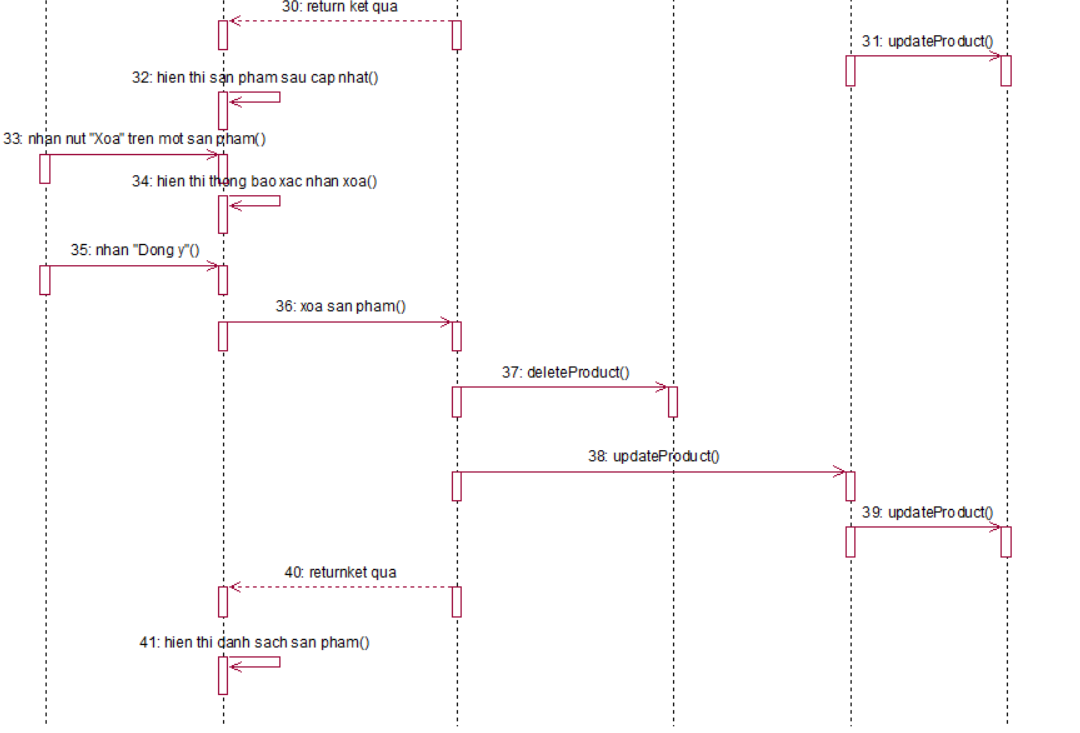 30: return ket qua
31: updateProduct()
32: hien thi san pham sau cap nhat()
33: nhan nut "Xoa" tren mot san pham()
34: hien thi thong bao xac nhan xoa()
35: nhan "Dong y"()
36: xoa san pham()
37: deleteProduct()
38: updateProduct()
39: updateProduct()
40: returnket qua
41: hien thi danh sach san pham()